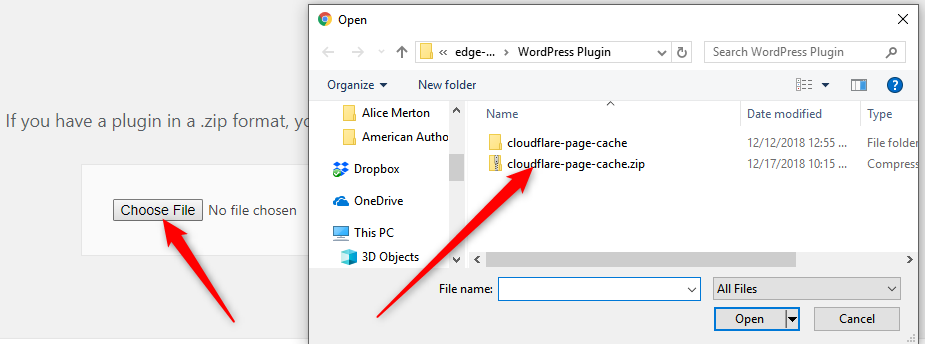 Open
« edge-... > WordPress Plugin
Search WordPress Plugin
Organize
New folder
?
Alice Merton
American Autho
Dropbox
OneDrive
This PC
3D Objects
Name
Date modified
Type
cloudflare-page-cache
12/12/2018 12:55 ...
File folder
cloudflare-page-cache.zip
12/17/2018 10:15 ...
Compress
File name:
All Files
Open
Cancel
If you have a plugin in a .zip format, yo
Choose File
No file chosen